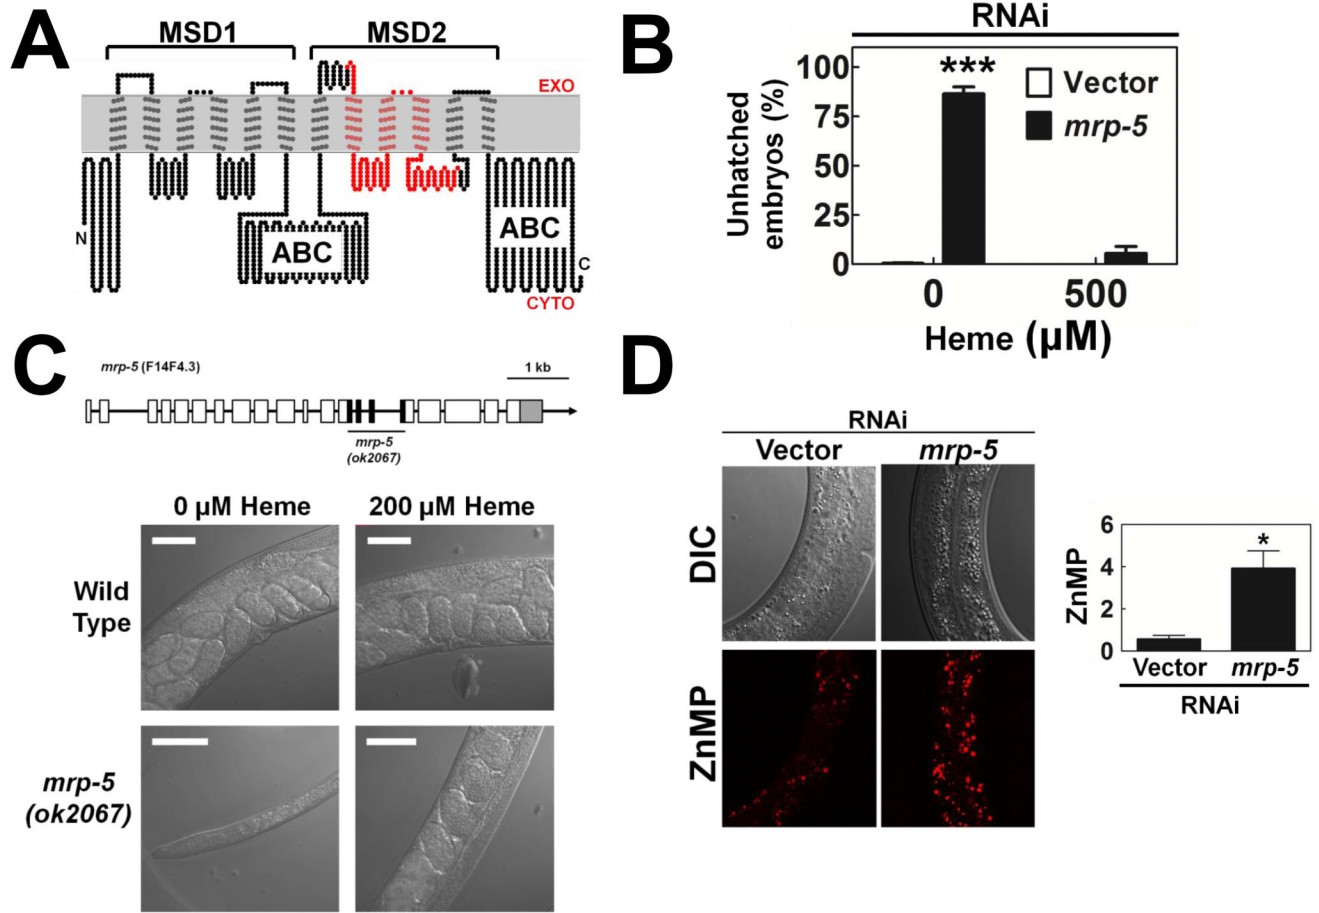 A
MSD1
MSD2
EXO
N
ABC
ABC
C
CYTO
B
RNAi
***
Vector
mrp-5
Unhatched
embryos (%)
100
75
50
25
0
0
500
Heme (µM)
C
mrp-5 (F14F4.3)
1 kb
mrp-5
(ok2067)
0 µM Heme
200 µM Heme
Wild
Type
mrp-5
(ok2067)
D
RNAi
Vector
mrp-5
DIC
ZnMP
ZnMP
6
4
2
0
*
Vector
mrp-5
RNAi